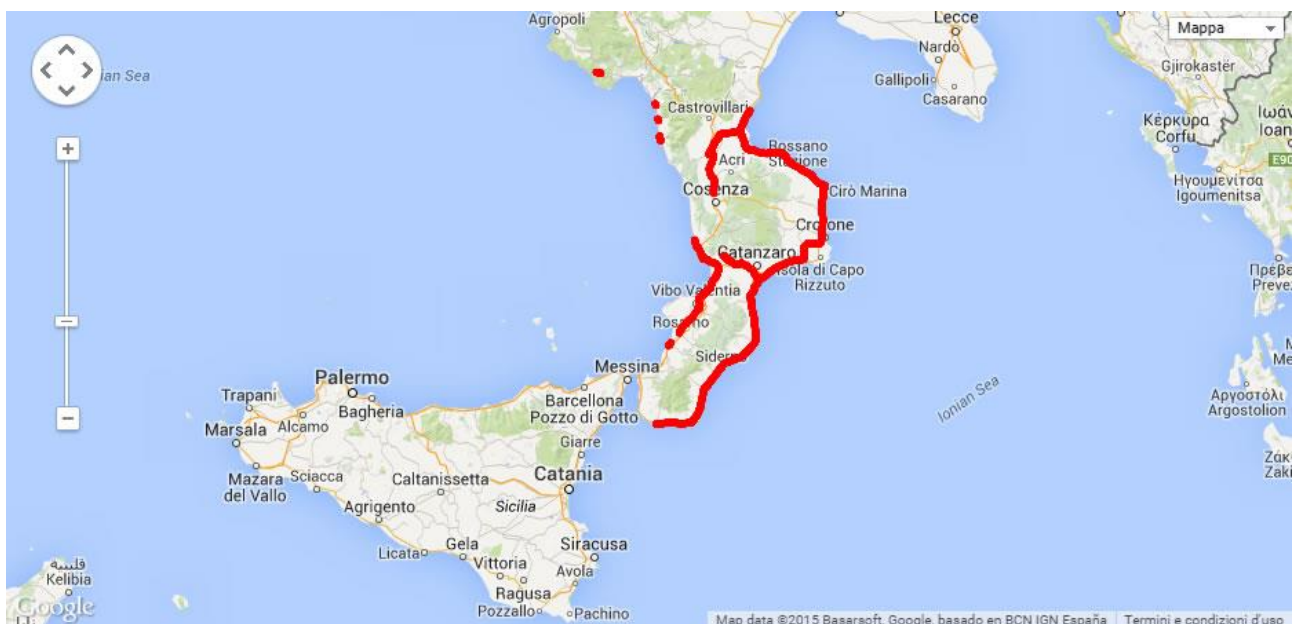 Agropoli
Lecce
Mappa
Nardò
Gjirokastër
ian Sea
Gallipoli
Casarano
Castrovillari
Κέρκυρα
Corfu
Rossano
Acri
Ηγουμενίτσα
Igoumenitsa
Cosenza
Cirò Marina
Crotone
Catanzaro
Isola di Capo
Rizzuto
Vibo Valentia
Rosarno
Siderno
Messina
Palermo
Trapani
Bagheria
Barcellona
Pozzo di Gotto
Ionian Sea
Αργοστόλι
Argostolion
Marsala
Alcamo
Giarre
Mazara
del Vallo
Sciacca
Caltanissetta
Catania
Agrigento
Sicilia
Licata
Gela
Siracusa
قليبية
Kelibia
Vittoria
Avola
Ragusa
Google
Pozzallo
Pachino
Map data ©2015 Basarsoft, Google, basado en BCN IGN España
Termini e condizioni d'uso